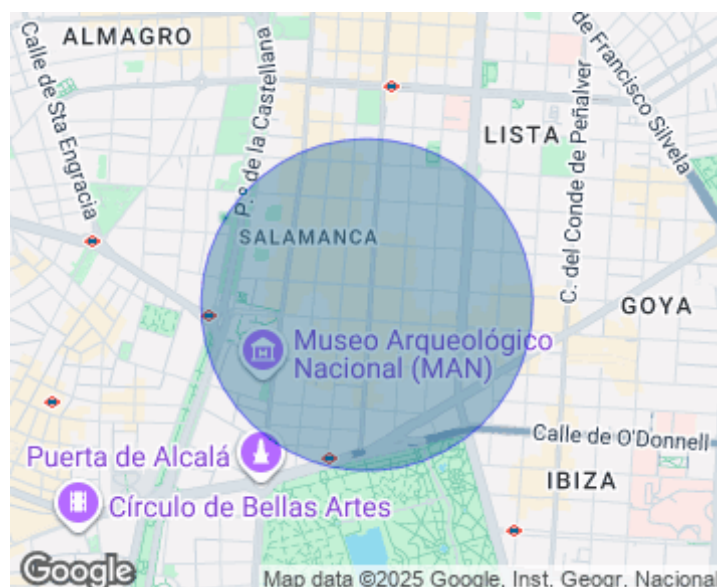 ALMAGRO
Calle de Sta Engracia
P.º de la Castellana
de Francisco Silvela
LISTA
C. del Conde de Peñalver
SALAMANCA
GOYA
Museo Arqueológico
Nacional (MAN)
Calle de O'Donnell
Puerta de Alcalá
IBIZA
Círculo de Bellas Artes
Google
Map data ©2025 Google, Inst. Geogr. Nacional